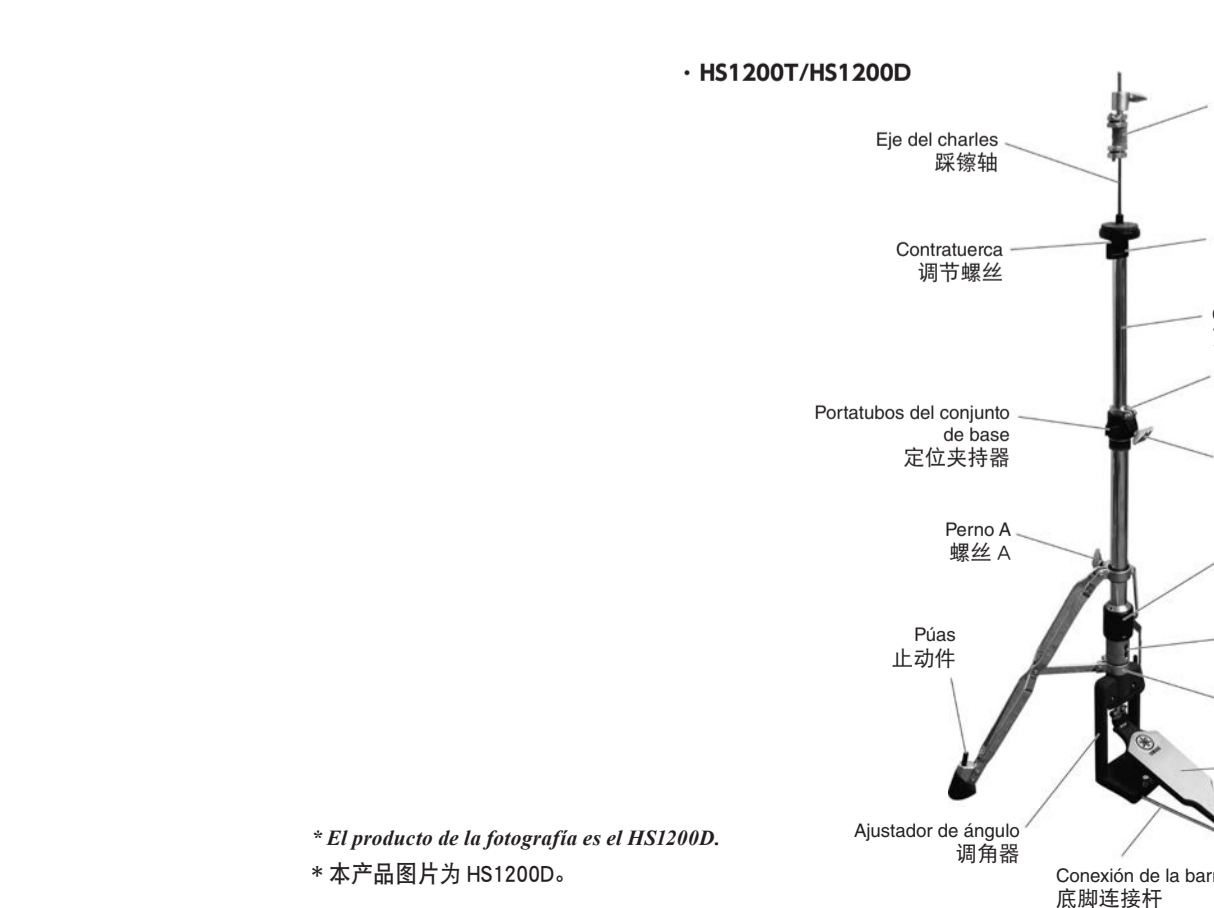 ・HS1200T/HS1200D
Eje del charles
踩镲轴
Contratuerca
调节螺丝
Portatubos del conjunto
de base
定位夹持器
Perno A
螺丝 A
Púas
止动件
* El producto de la fotografía es el HS1200D.
* 本产品图片为 HS1200D。
Ajustador de ángulo
调角器
Conexión de la
底脚连接杆